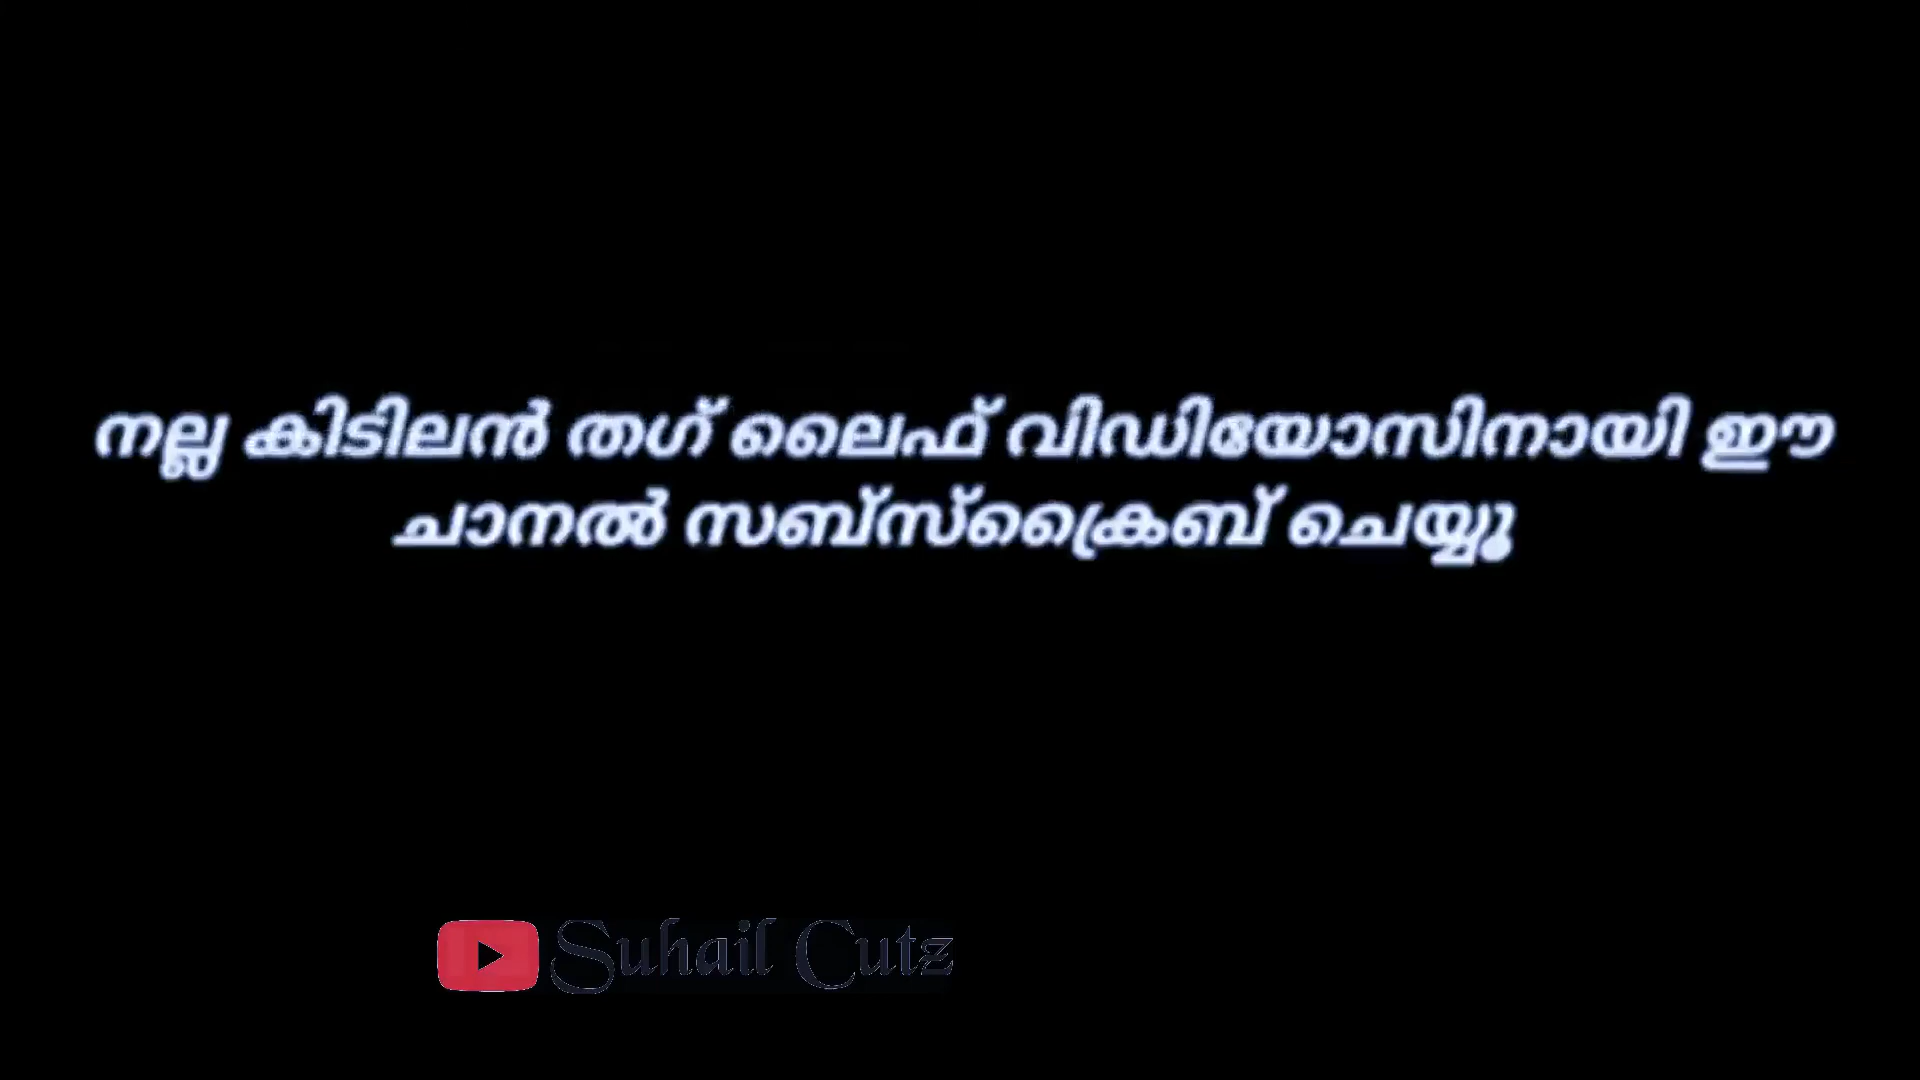 നല്ല കിടിലൻ തഗ് ലൈഫ് വിഡിയോസിനായി ഈ
ചാനൽ സബ്സ്ക്രൈബ് ചെയ്യൂ
Suhail Cutz